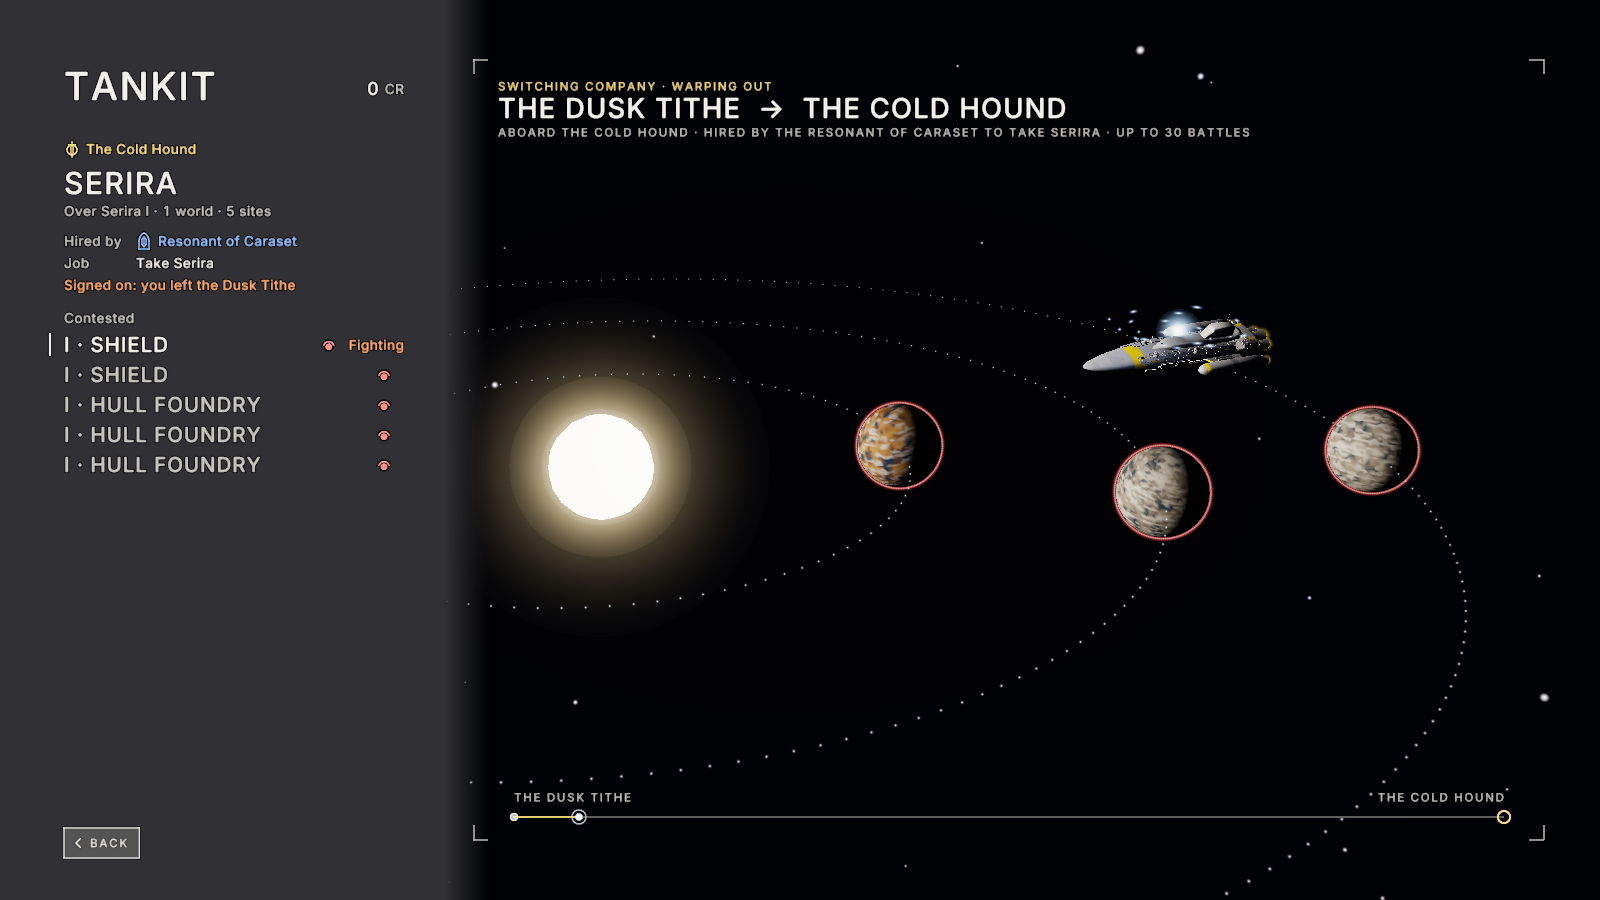 TANKIT
0 CR
The Cold Hound
SERIRA
Over Serira I · 1 world · 5 sites
Hired by Resonant of Caraset
Job Take Serira
Signed on: you left the Dusk Tithe
Contested
I · SHIELD Fighting
I · SHIELD
I · HULL FOUNDRY
I · HULL FOUNDRY
I · HULL FOUNDRY
BACK
SWITCHING COMPANY · WARPING OUT
THE DUSK TITHE → THE COLD HOUND
ABOARD THE COLD HOUND · HIRED BY THE RESONANT OF CARASET TO TAKE SERIRA · UP TO 30 BATTLES
THE DUSK TITHE
THE COLD HOUND